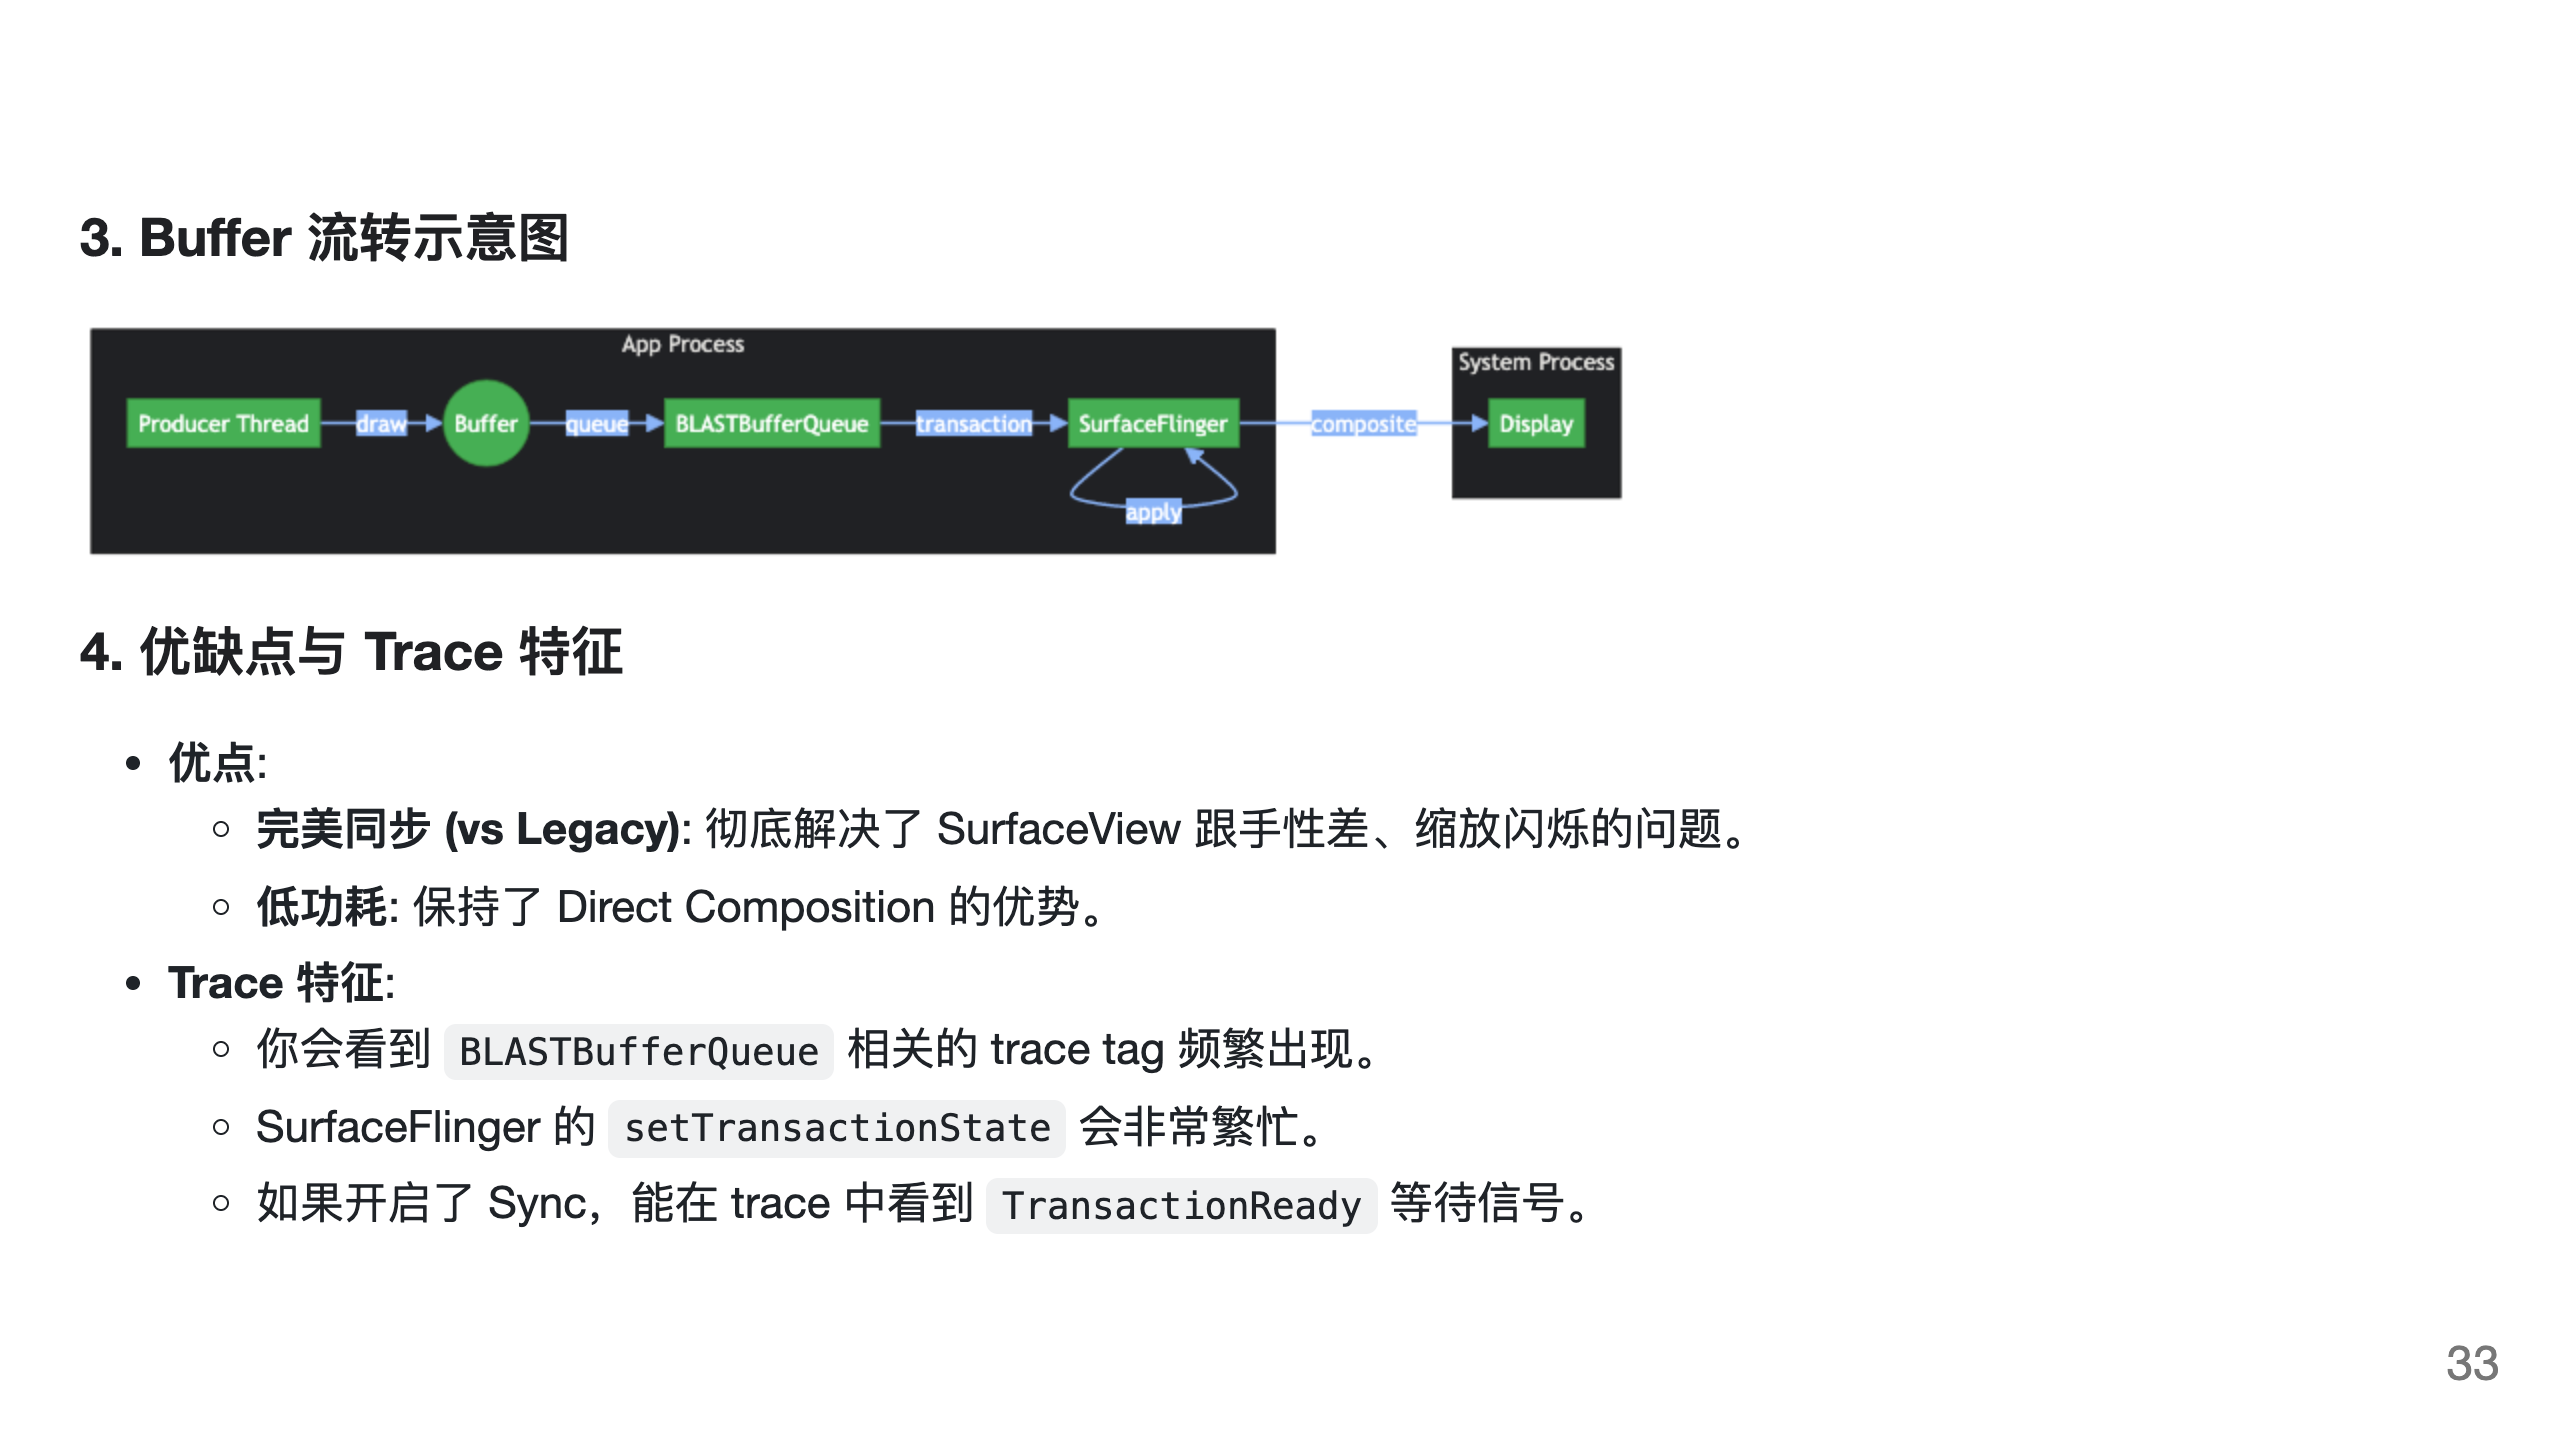 3. Buffer 流转示意图
App Process
System Process
Producer Thread
draw
Buffer
queue
BLASTBufferQueue
transaction
SurfaceFlinger
composite
Display
apply
4. 优缺点与 Trace 特征
优点:
完美同步 (vs Legacy): 彻底解决了 SurfaceView 跟手性差、缩放闪烁的问题。
低功耗: 保持了 Direct Composition 的优势。
Trace 特征:
你会看到 BLASTBufferQueue 相关的 trace tag 频繁出现。
SurfaceFlinger 的 setTransactionState 会非常繁忙。
如果开启了 Sync，能在 trace 中看到 TransactionReady 等待信号。
33